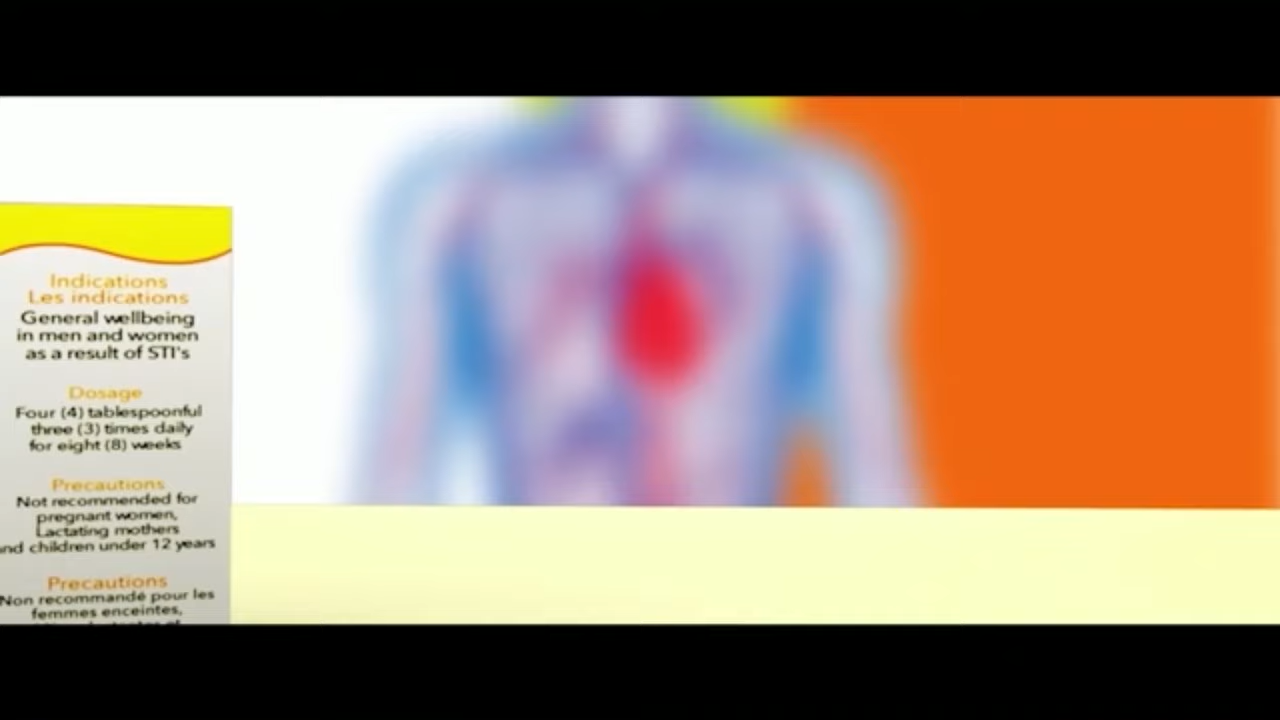 Indications
Les indications
General wellbeing
in men and women
as a result of STI's
Dosage
Four (4) tablespoonful
three (3) times daily
for eight (8) weeks
Precautions
Not recommended for
pregnant women,
Lactating mothers
and children under 12 years
Precautions
Non recommandé pour les
femmes enceintes,